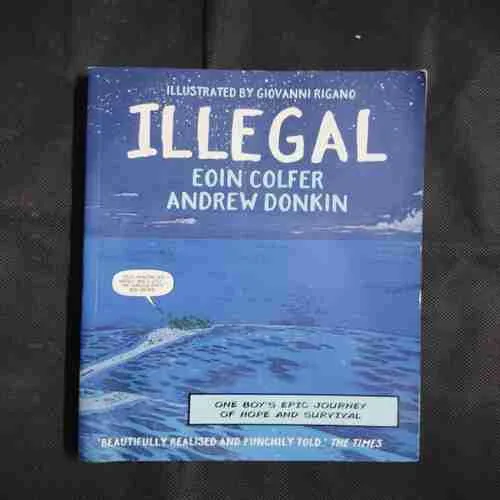 ILLUSTRATED BY GIOVANNI RIGANO
ILLEGAL
EOIN COLFER
ANDREW DONKIN
ONE BOY'S EPIC JOURNEY
OF HOPE AND SURVIVAL
'BEAUTIFULLY REALISED AND PUNCHILY TOLD.' THE TIMES